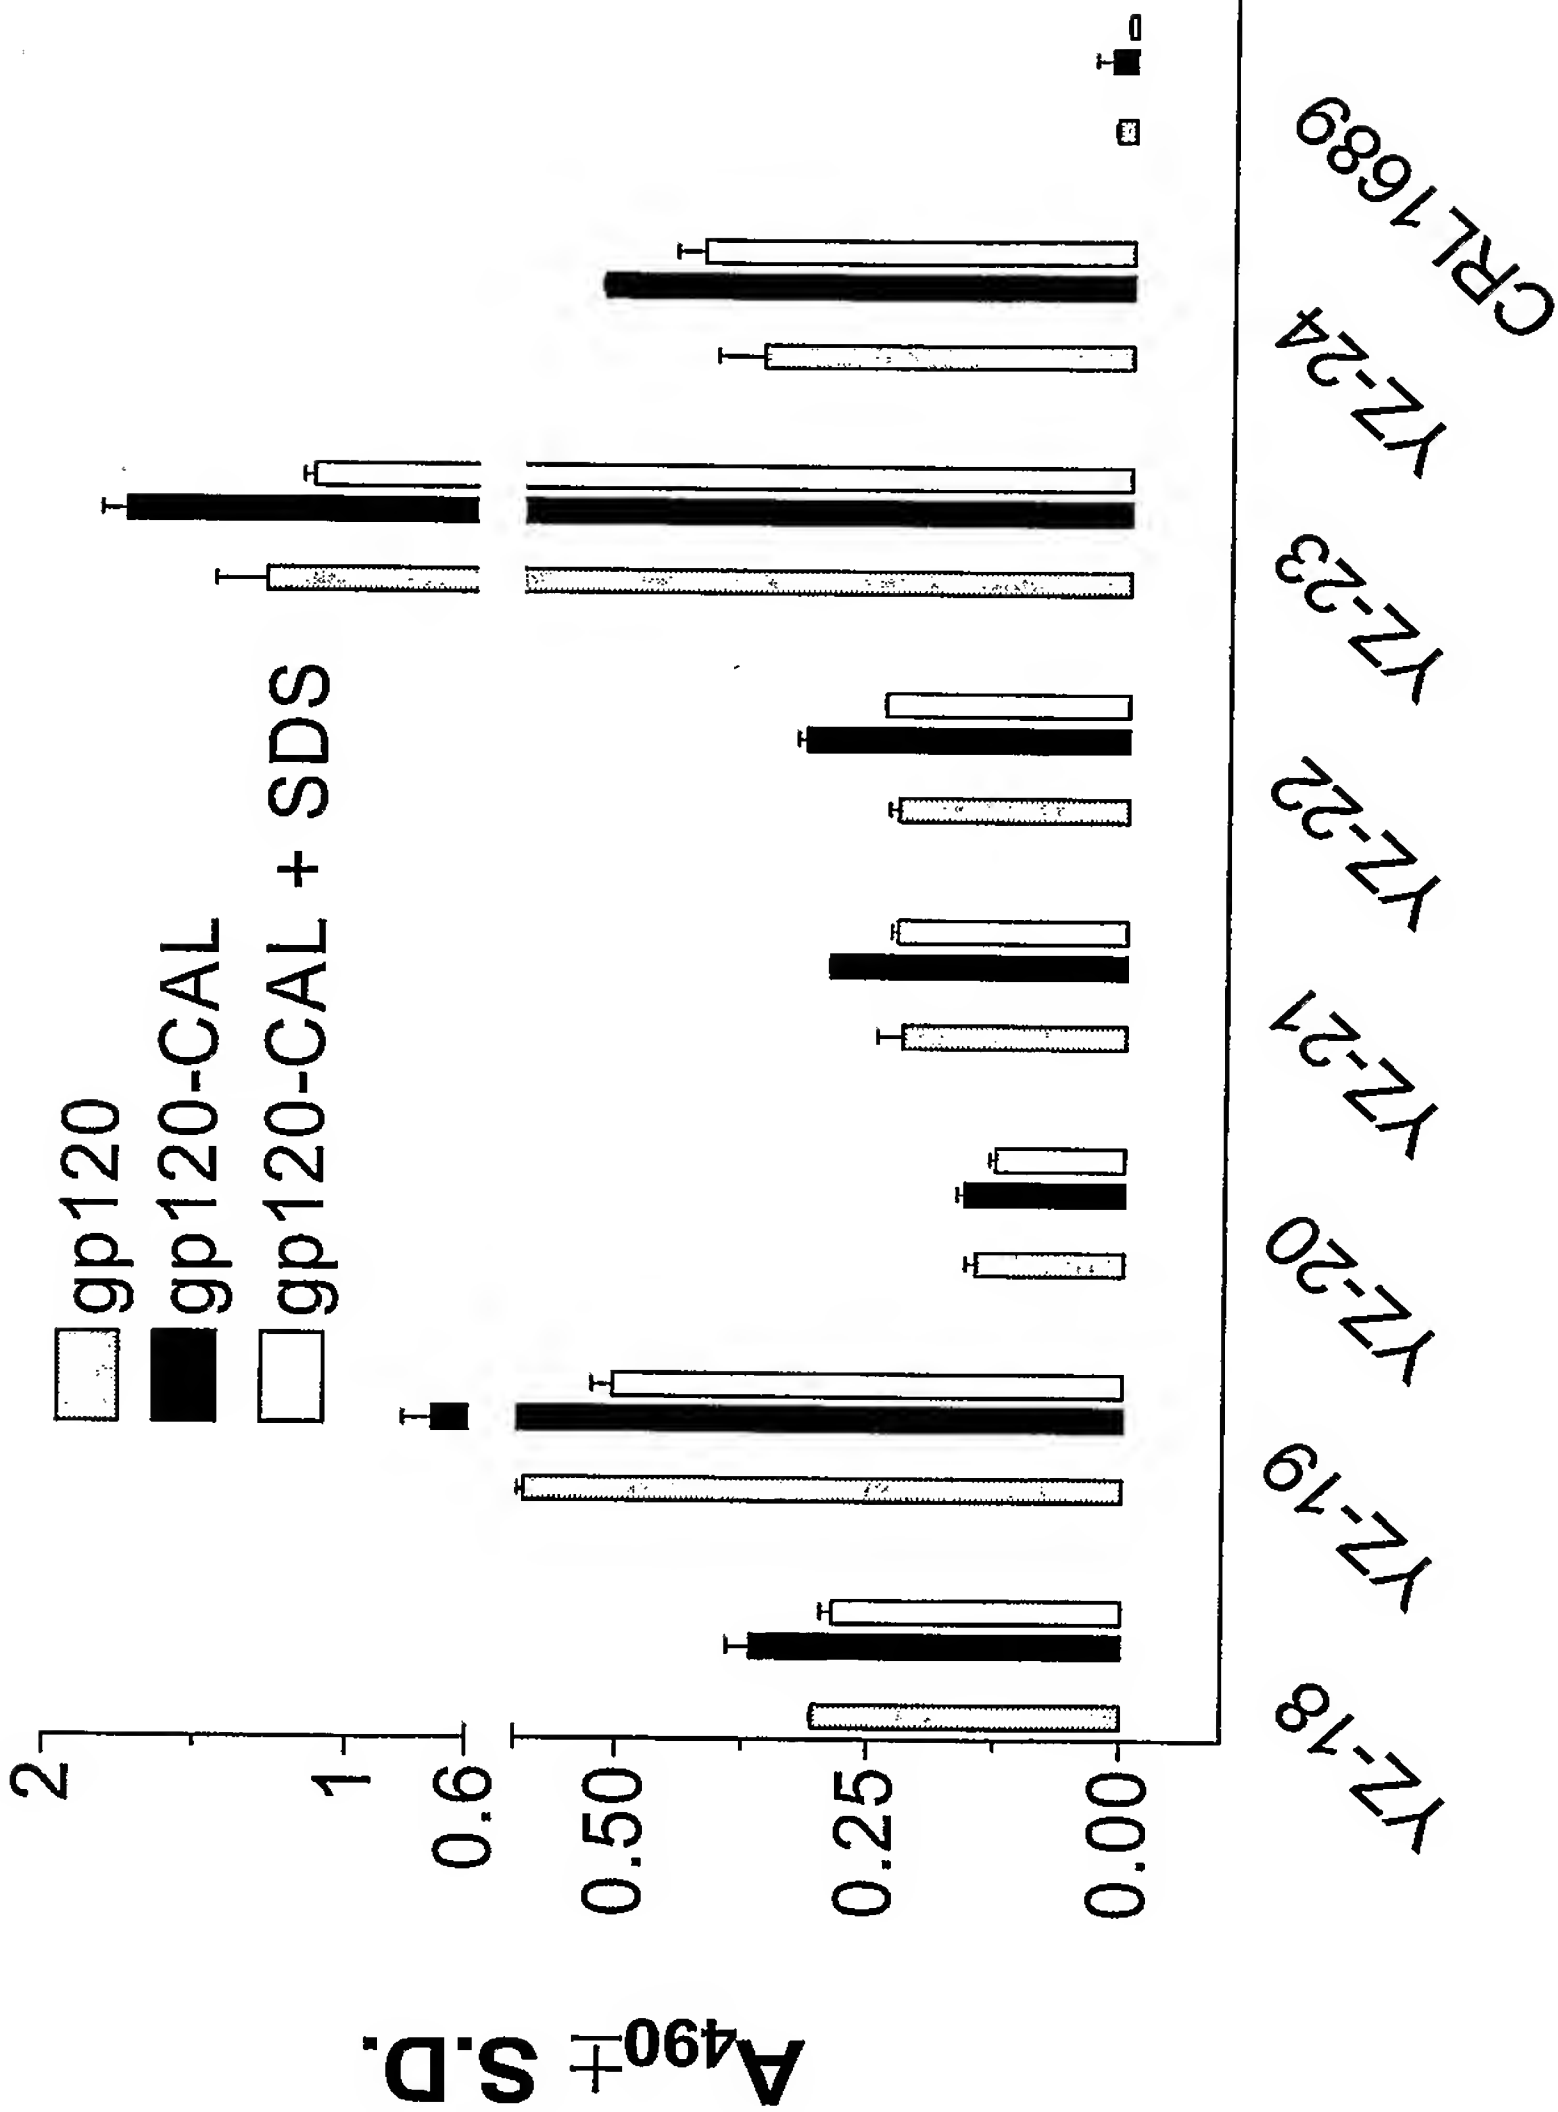 gp120
gp120-CAL
gp120-CAL + SDS
2
1
0.6
0.50
0.25
0.00
A490± S.D.
YZ-18
YZ-19
YZ-20
YZ-21
YZ-22
YZ-23
YZ-24
CRL1689